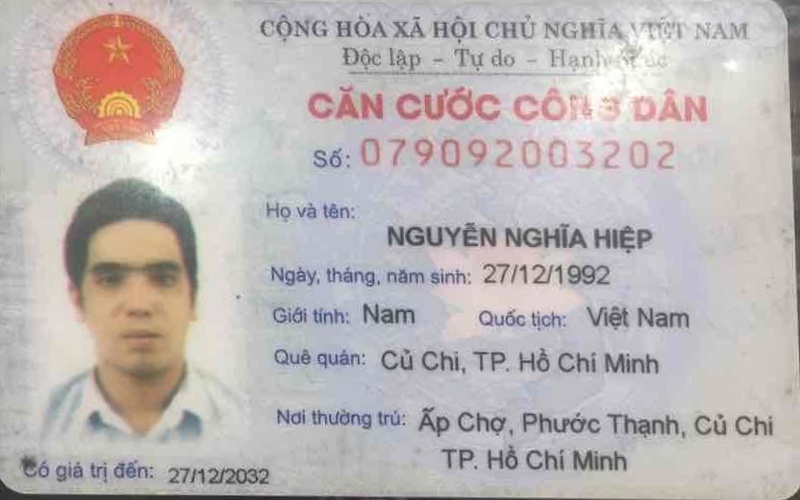 CỘNG HÒA XÃ HỘI CHỦ NGHĨA VIỆT NAM
Độc lập - Tự do - Hạnh phúc
CĂN CƯỚC CÔNG DÂN
Số: 079092003202
Họ và tên:
NGUYỄN NGHĨA HIỆP
Ngày, tháng, năm sinh: 27/12/1992
Giới tính: Nam Quốc tịch: Việt Nam
Quê quán: Củ Chi, TP. Hồ Chí Minh
Nơi thường trú: Ấp Chợ, Phước Thạnh, Củ Chi
TP. Hồ Chí Minh
Có giá trị đến: 27/12/2032